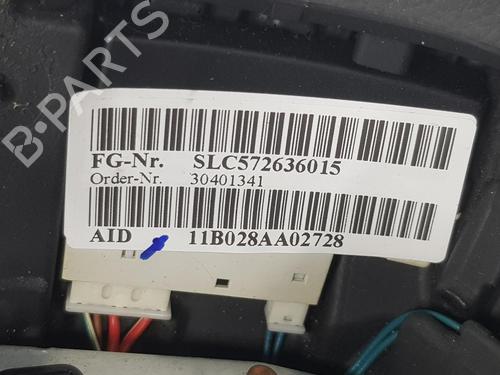 B-PARTS
FG-Nr. SLC572636015
Order-Nr. 30401341
AID 11B028AA02728